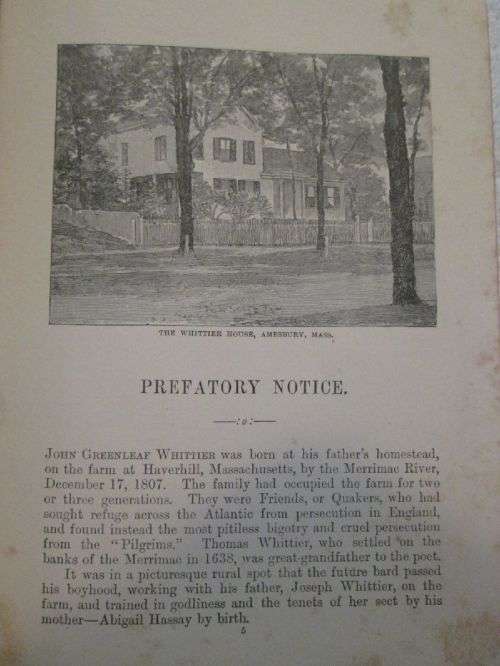 THE WHITTIER HOUSE, AMESBURY, MASS.
PREFATORY NOTICE.
—:o:—
JOHN GREENLEAF WHITTIER was born at his father's homestead,
on the farm at Haverhill, Massachusetts, by the Merrimac River,
December 17, 1807. The family had occupied the farm for two
or three generations. They were Friends, or Quakers, who had
sought refuge across the Atlantic from persecution in England,
and found instead the most pitiless bigotry and cruel persecution
from the "Pilgrims." Thomas Whittier, who settled on the
banks of the Merrimac in 1638, was great-grandfather to the poet.
It was in a picturesque rural spot that the future bard passed
his boyhood, working with his father, Joseph Whittier, on the
farm, and trained in godliness and the tenets of her sect by his
mother—Abigail Hassay by birth.
5